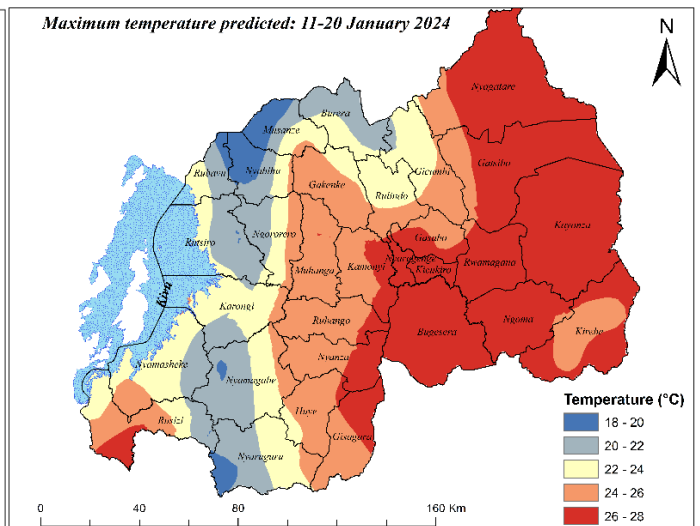 Maximum temperature predicted: 11-20 January 2024
N
Nyagatare
Burera
Musanze
Rubavu
Nyabihu
Gakenke
Gicumbi
Gatsibo
Rulindo
Kayonza
Rutsiro
Ngororero
Gasabo
Nyarugenge
Kicukiro
Rwamagana
Muhanga
Kamonyi
Kivu
Karongi
Ruhango
Bugesera
Ngoma
Kirehe
Nyamasheke
Nyanza
Nyamagabe
Huye
Rusizi
Gisagara
Nyaruguru
Temperature (°C)
18 - 20
20 - 22
22 - 24
24 - 26
26 - 28
0 40 80 160 Km